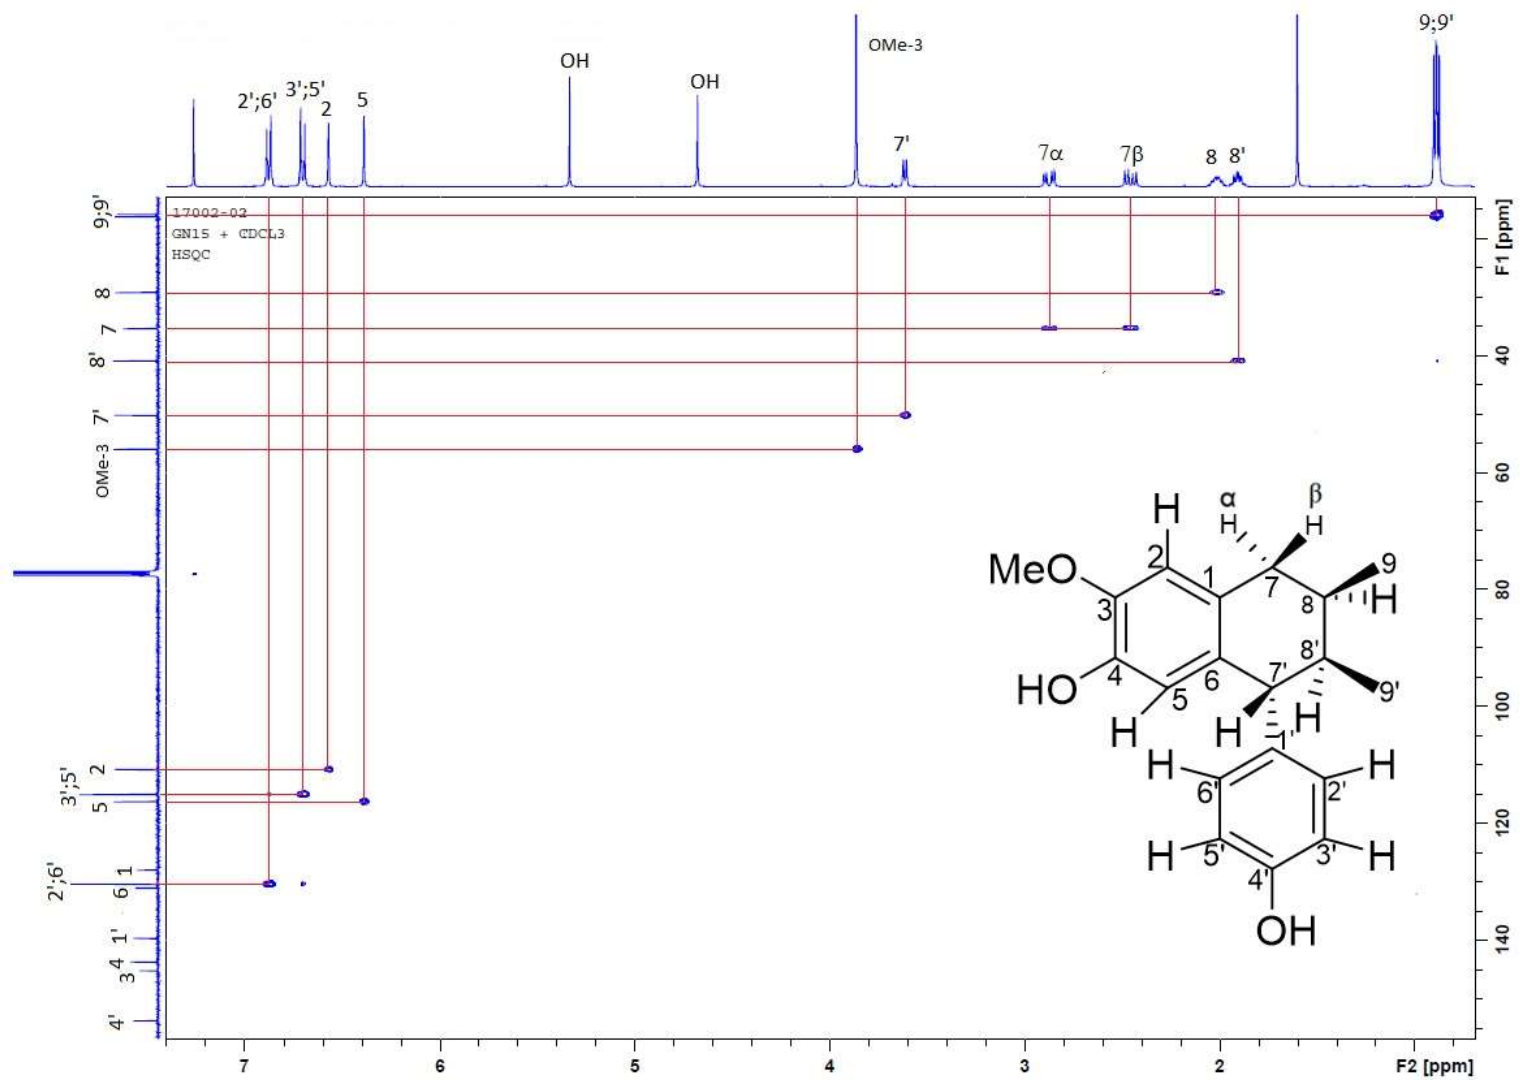 9;9'
OMe-3
OH
OH
3';5'
2';6'
2
5
7'
7α
7β
8
8'
17002-02
GN15 + CDCL3
HSQC
9;9'
8
7
8'
7'
OMe-3
2
3';5'
5
1
2';6'
6
1'
4
3
4'
F1 [ppm]
40
60
80
100
120
140
7
6
5
4
3
2
F2 [ppm]
α
β
H
H
H
MeO
2
1
7
9
3
8
H
HO
4
6
8'
7'
5
9'
H
H
H
1'
H
H
6'
2'
H
5'
3'
H
4'
OH